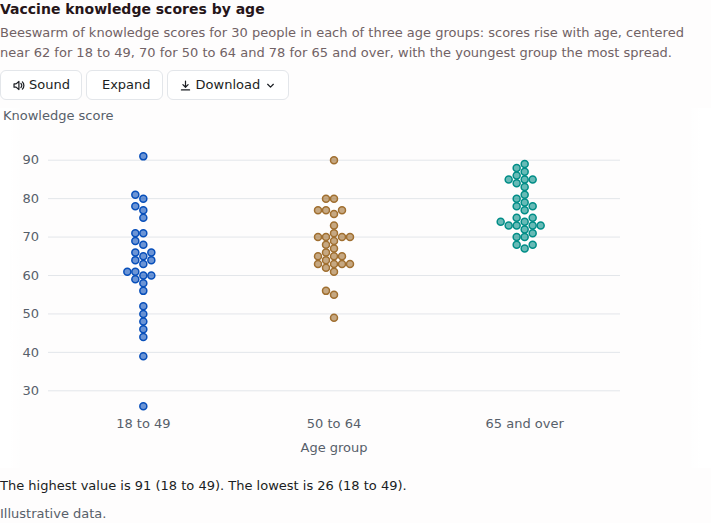 Vaccine knowledge scores by age
Beeswarm of knowledge scores for 30 people in each of three age groups: scores rise with age, centered
near 62 for 18 to 49, 70 for 50 to 64 and 78 for 65 and over, with the youngest group the most spread.
Sound Expand Download
Knowledge score
90
80
70
60
50
40
30
18 to 49 50 to 64 65 and over
Age group
The highest value is 91 (18 to 49). The lowest is 26 (18 to 49).
Illustrative data.